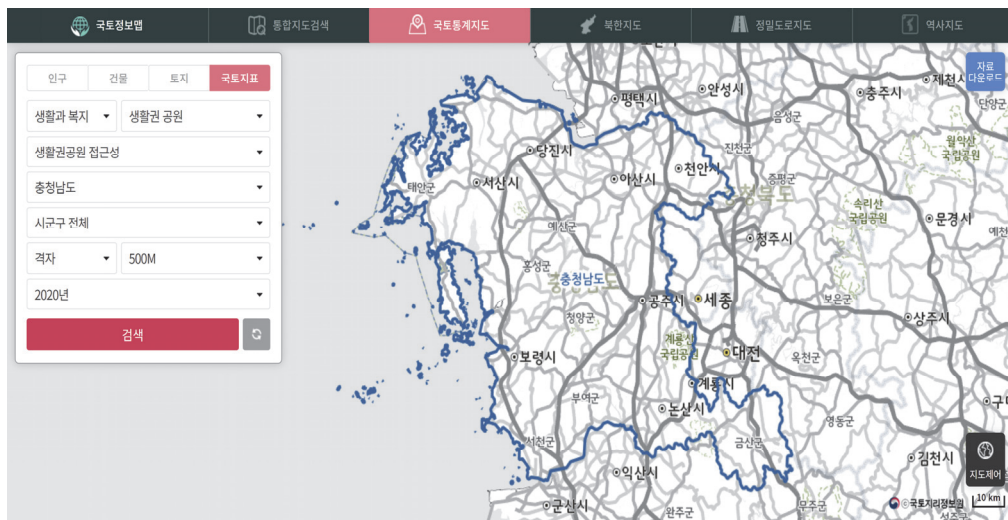 국토정보맵
통합지도검색
국토통계지도
북한지도
정밀도로지도
역사지도
인구
건물
토지
국토지표
생활과 복지
생활권 공원
생활권공원 접근성
충청남도
시군구 전체
격자
500M
2020년
검색
자료
다운로드
평택시
안성시
제천시
충주시
단양군
음성군
월악산
국립공원
당진시
진천군
천안시
아산시
서산시
태안군
증평군
속리산
국립공원
문경시
예산군
청주시
홍성군
충청남도
세종
공주시
보은군
상주시
청양군
계룡산
국립공원
대전
옥천군
보령시
계룡시
부여군
논산시
영동군
금산군
서천군
익산시
김천시
지도제어
군산시
완주군
무주군
©국토지리정보원
10 km